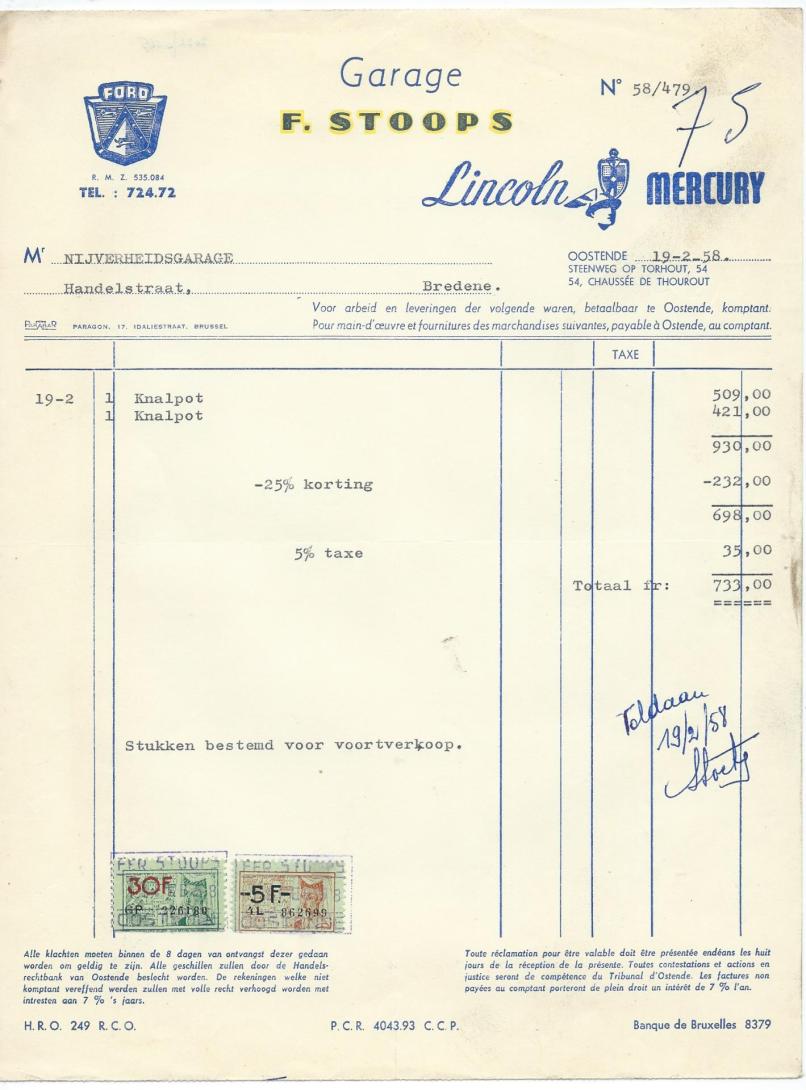 Garage
F. STOOPS
N° 58/479
75
FORD
R. M. Z. 535.084
TEL. : 724.72
Lincoln MERCURY
Mr NIJVERHEIDSGARAGE
Handelstraat, Bredene.
OOSTENDE 19-2-58.
STEENWEG OP TORHOUT, 54
54, CHAUSSÉE DE THOUROUT
Voor arbeid en leveringen der volgende waren, betaalbaar te Oostende, komptant.
PARAGON. 17. IDALIESTRAAT. BRUSSEL
Pour main-d'œuvre et fournitures des marchandises suivantes, payable à Ostende, au comptant.
TAXE
19-2 1 Knalpot 509,00
1 Knalpot 421,00
930,00
-25% korting -232,00
698,00
5% taxe 35,00
Totaal fr: 733,00
======
Voldaan
19/2/58
Stukken bestemd voor voortverkoop.
FER STOOPS
30F -5F.-
GP 226189 4L 862699
Alle klachten moeten binnen de 8 dagen van ontvangst dezer gedaan
worden om geldig te zijn. Alle geschillen zullen door de Handels-
rechtbank van Oostende beslecht worden. De rekeningen welke niet
komptant vereffend werden zullen met volle recht verhoogd worden met
intresten aan 7 % 's jaars.
Toute réclamation pour être valable doit être présentée endéans les huit
jours de la réception de la présente. Toutes contestations et actions en
justice seront de compétence du Tribunal d'Ostende. Les factures non
payées au comptant porteront de plein droit un intérêt de 7 % l'an.
H. R. O. 249 R. C. O.
P. C. R. 4043.93 C. C. P.
Banque de Bruxelles 8379